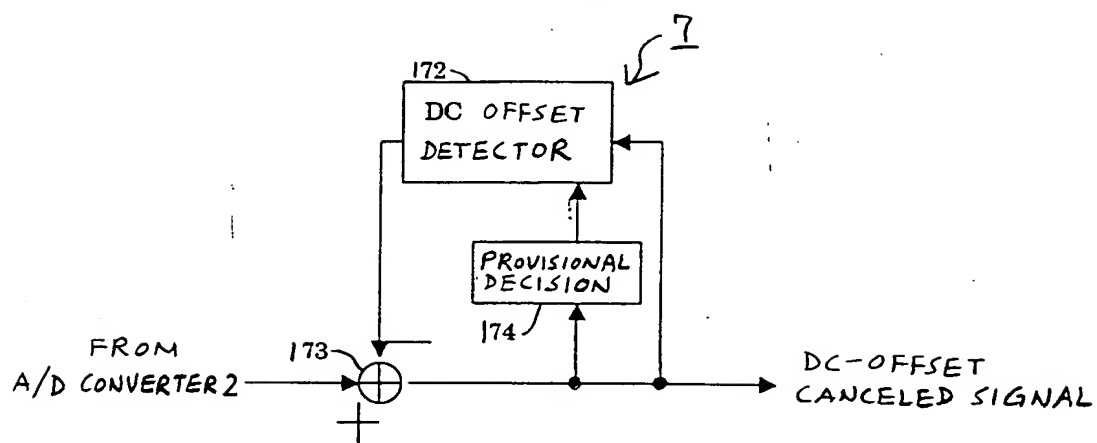 7
172
DC OFFSET
DETECTOR
PROVISIONAL
DECISION
174
FROM
A/D CONVERTER 2
173
+
−
DC-OFFSET
CANCELED SIGNAL